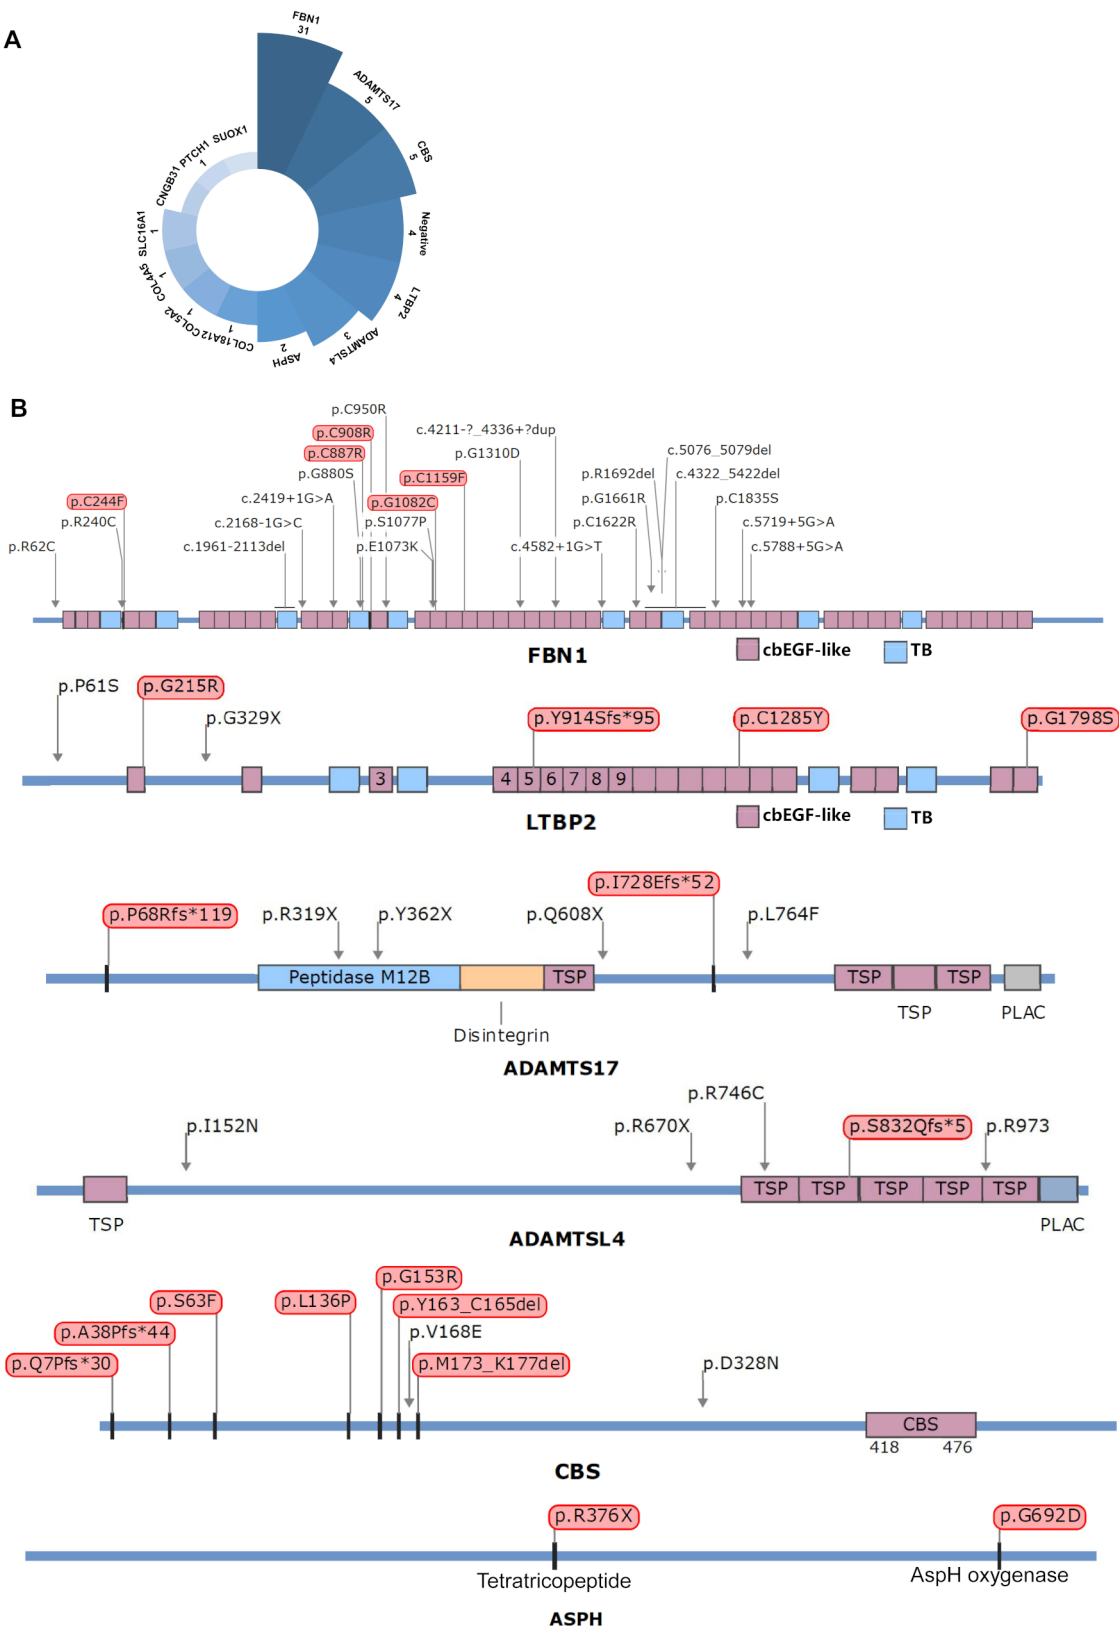 A
FBN1
31
ADAMTS17
5
CBS
5
Negative
4
LTBP2
4
ADAMTSL4
3
ASPH
2
COL18A12
1
COL5A2
1
COL4A5
1
SLC16A1
1
CNGB31
PTCH1
1
SUOX1
B
p.C950R
p.C908R
c.4211-?_4336+?dup
p.C887R
p.G1310D
c.5076_5079del
p.G880S
p.C1159F
p.R1692del
c.4322_5422del
p.C244F
c.2419+1G>A
p.G1082C
p.G1661R
p.C1835S
p.R240C
c.2168-1G>C
p.S1077P
p.C1622R
c.5719+5G>A
p.R62C
c.1961-2113del
p.E1073K
c.4582+1G>T
c.5788+5G>A
FBN1
cbEGF-like
TB
p.P61S
p.G215R
p.G329X
p.Y914Sfs*95
p.C1285Y
p.G1798S
3
4 5 6 7 8 9
LTBP2
cbEGF-like
TB
p.I728Efs*52
p.P68Rfs*119
p.R319X
p.Y362X
p.Q608X
p.L764F
Peptidase M12B
TSP
TSP
TSP
TSP
PLAC
Disintegrin
ADAMTS17
p.R746C
p.I152N
p.R670X
p.S832Qfs*5
p.R973
TSP TSP TSP TSP TSP
TSP
PLAC
ADAMTSL4
p.G153R
p.S63F
p.L136P
p.Y163_C165del
p.A38Pfs*44
p.V168E
p.Q7Pfs*30
p.M173_K177del
p.D328N
CBS
418
476
CBS
p.R376X
p.G692D
Tetratricopeptide
AspH oxygenase
ASPH